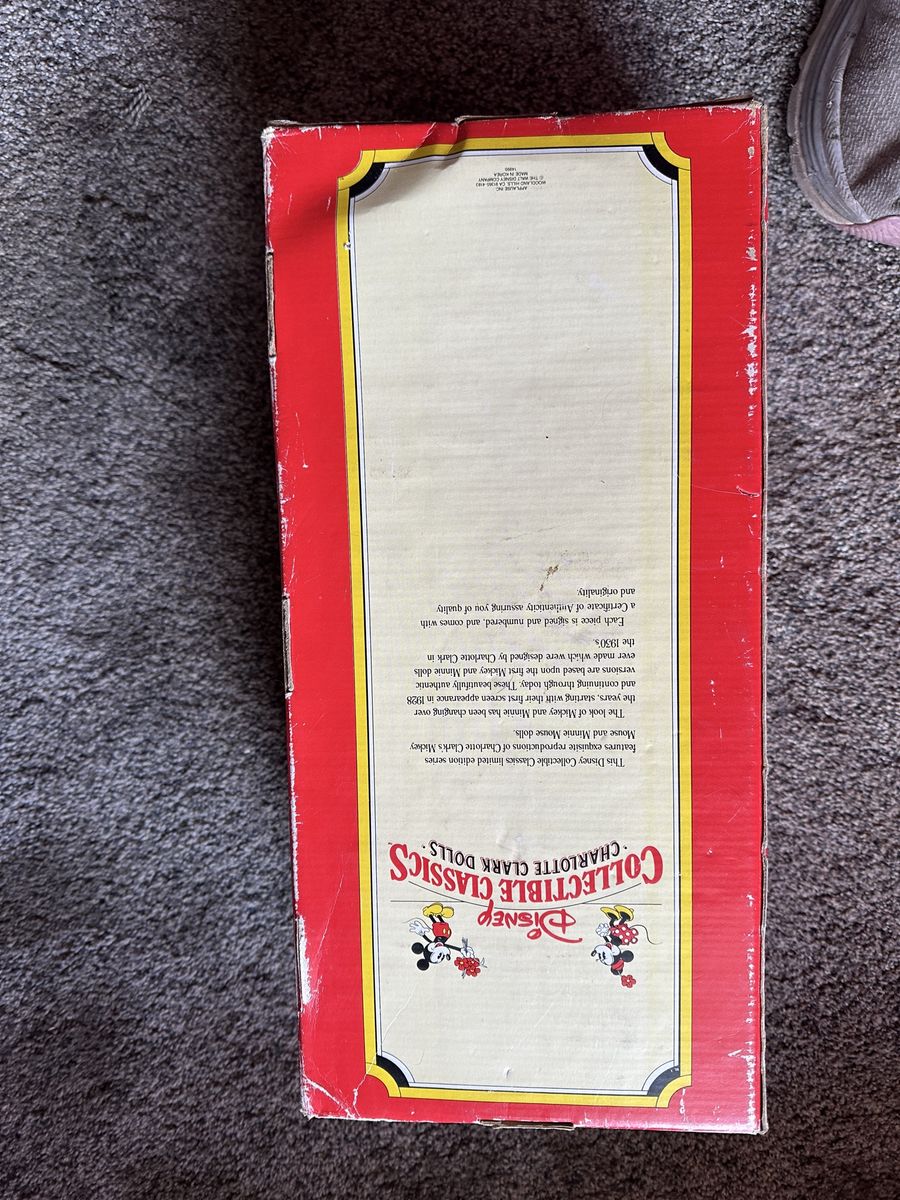 Disney
COLLECTIBLE CLASSICS™
· CHARLOTTE CLARK DOLLS ·
This Disney Collectible Classics limited edition series
features exquisite reproductions of Charlotte Clark's Mickey
Mouse and Minnie Mouse dolls.
The look of Mickey and Minnie has been changing over
the years, starting with their first screen appearance in 1928
and continuing through today. These beautifully authentic
versions are based upon the first Mickey and Minnie dolls
ever made which were designed by Charlotte Clark in
the 1930's.
Each piece is signed and numbered, and comes with
a Certificate of Authenticity assuring you of quality
and originality.
APPLAUSE INC.
WOODLAND HILLS, CA 91365-4183
© THE WALT DISNEY COMPANY
MADE IN KOREA